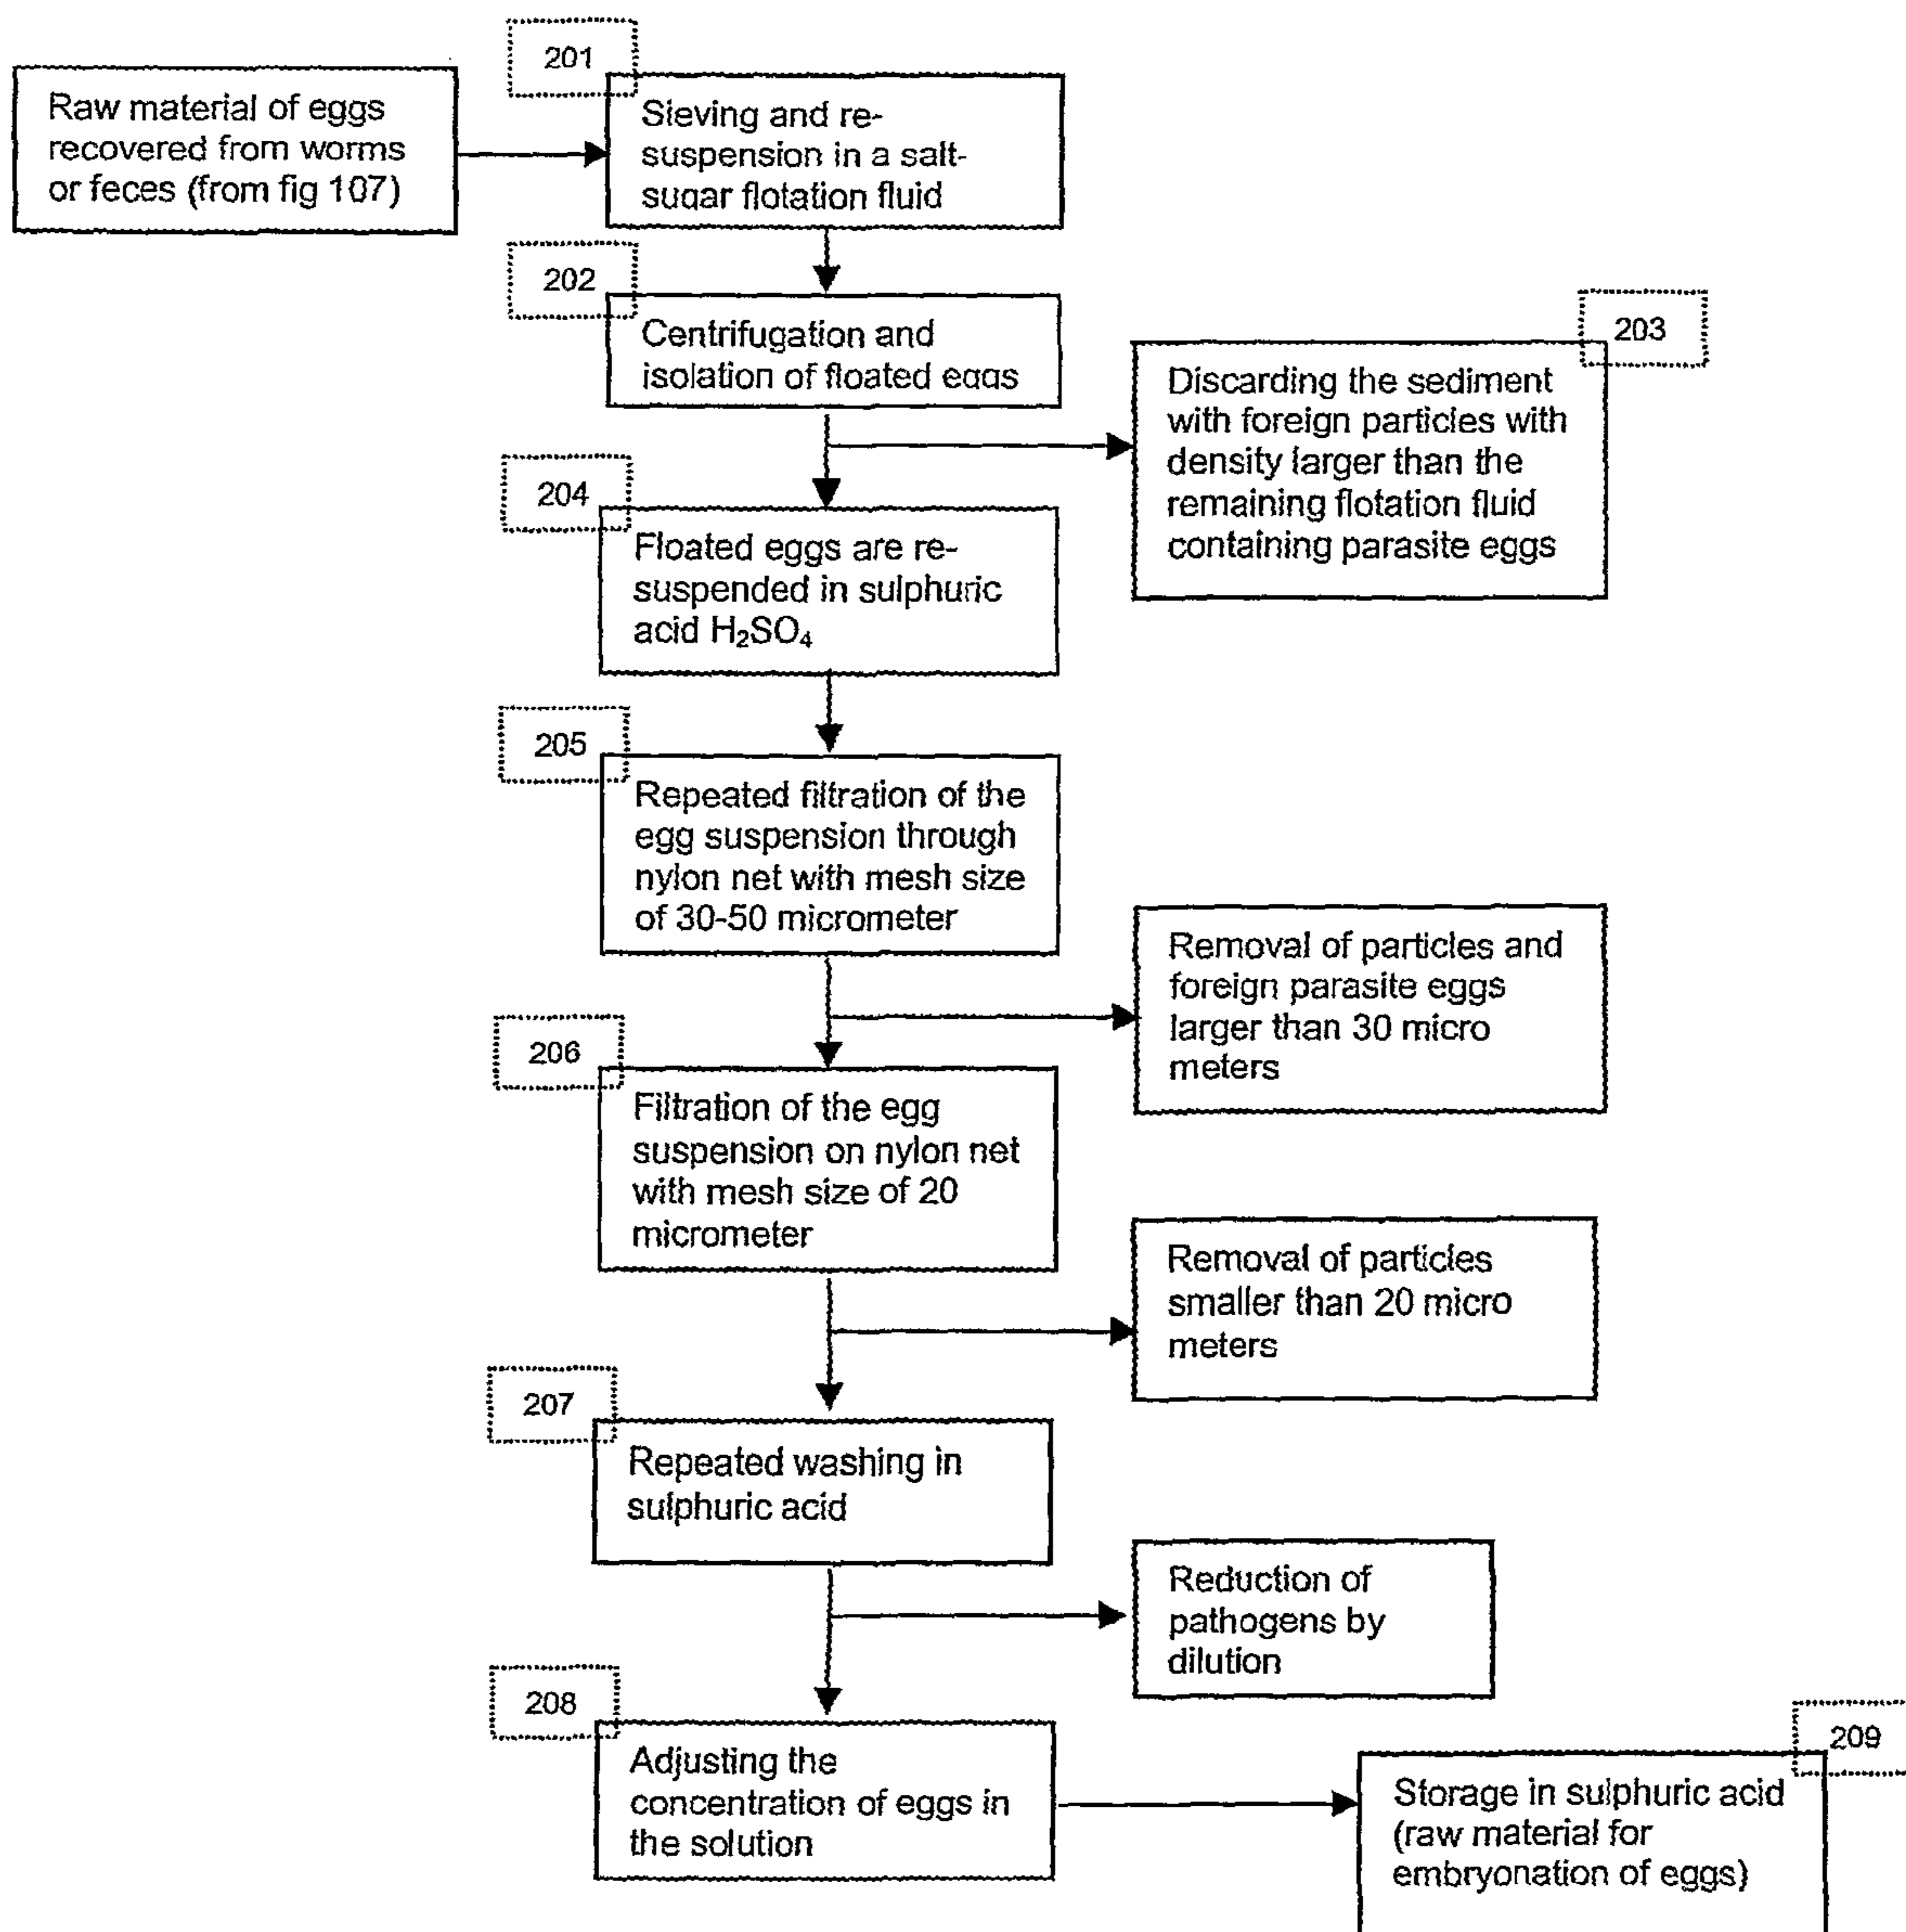 201
Raw material of eggs
recovered from worms
or feces (from fig 107)
Sieving and re-
suspension in a salt-
sugar flotation fluid
202
Centrifugation and
isolation of floated eggs
203
Discarding the sediment
with foreign particles with
density larger than the
remaining flotation fluid
containing parasite eggs
204
Floated eggs are re-
suspended in sulphuric
acid H₂SO₄
205
Repeated filtration of the
egg suspension through
nylon net with mesh size
of 30-50 micrometer
Removal of particles and
foreign parasite eggs
larger than 30 micro
meters
206
Filtration of the egg
suspension on nylon net
with mesh size of 20
micrometer
Removal of particles
smaller than 20 micro
meters
207
Repeated washing in
sulphuric acid
Reduction of
pathogens by
dilution
208
Adjusting the
concentration of eggs in
the solution
209
Storage in sulphuric acid
(raw material for
embryonation of eggs)